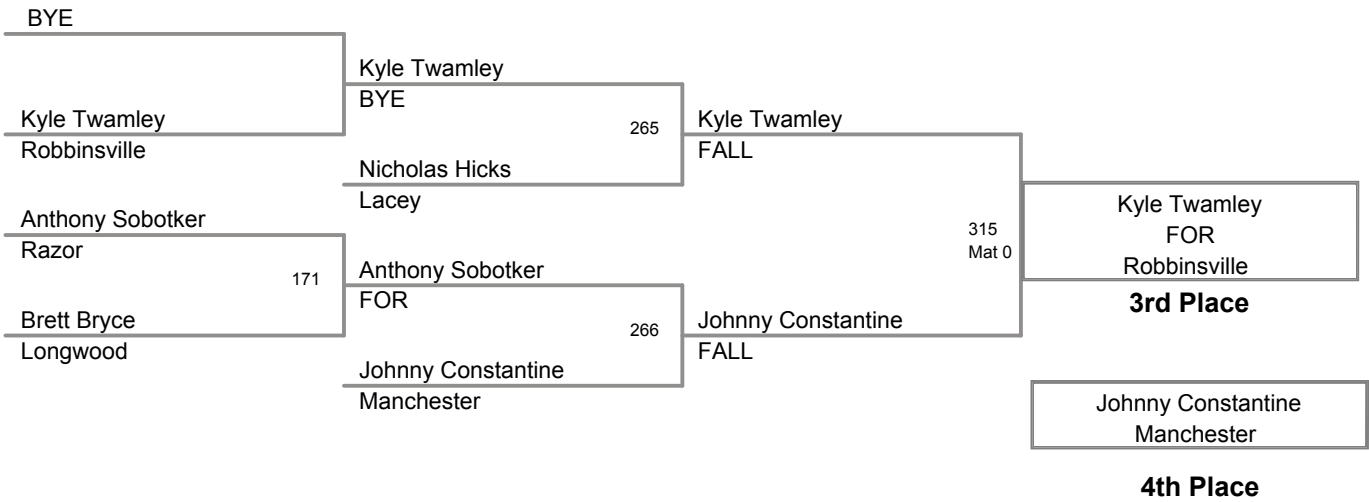 BYE
Kyle Twamley
BYE
Kyle Twamley
Robbinsville
265
Kyle Twamley
FALL
Nicholas Hicks
Lacey
Anthony Sobotker
Razor
171
Anthony Sobotker
FOR
Brett Bryce
Longwood
266
Johnny Constantine
FALL
Johnny Constantine
Manchester
315
Mat 0
Kyle Twamley
FOR
Robbinsville
3rd Place
Johnny Constantine
Manchester
4th Place